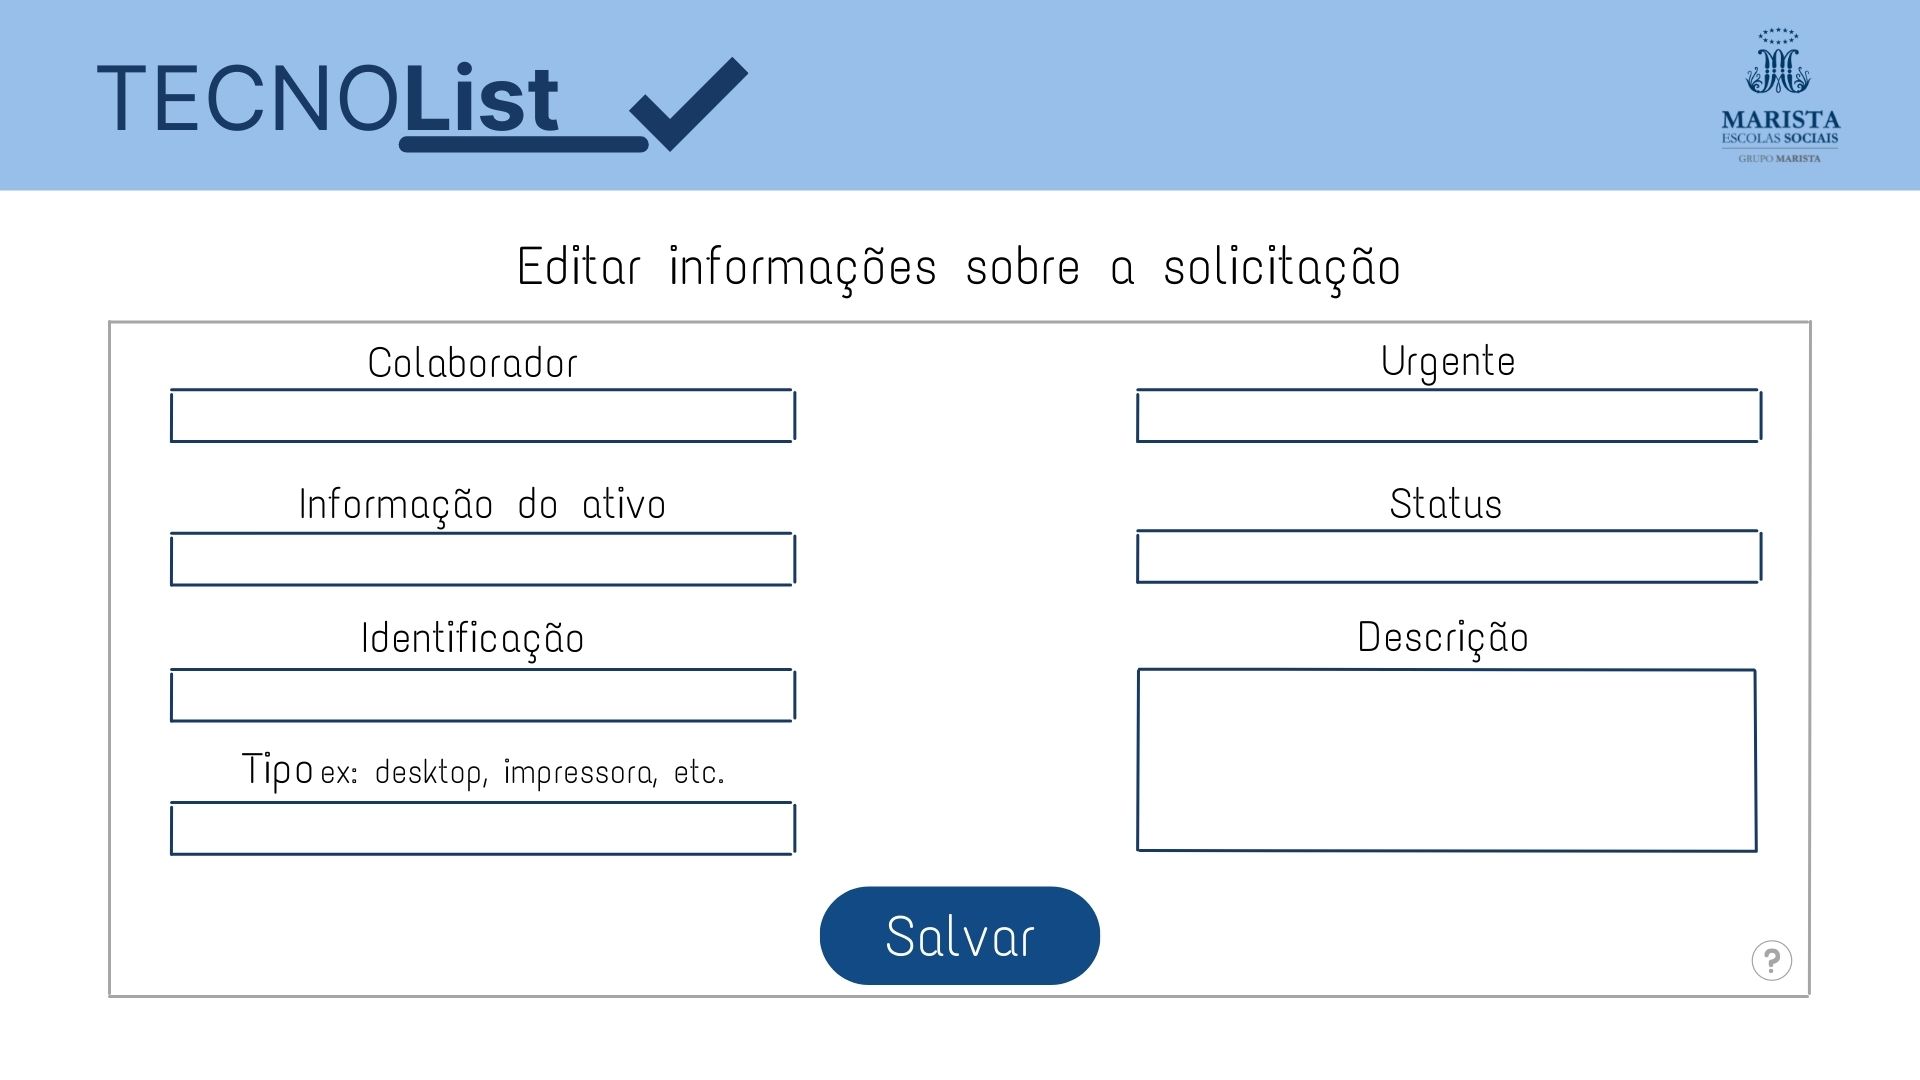 TECNOList
MARISTA
ESCOLAS SOCIAIS
GRUPO MARISTA
Editar informações sobre a solicitação
Colaborador
Urgente
Informação do ativo
Status
Identificação
Descrição
Tipo ex: desktop, impressora, etc.
Salvar
?